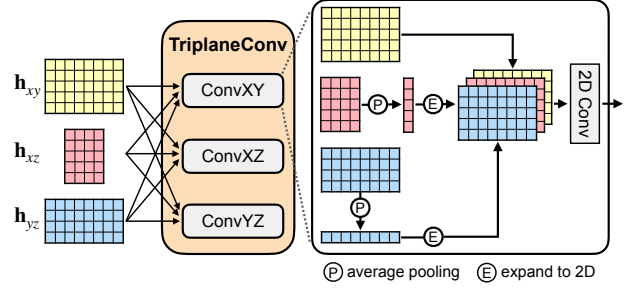 TriplaneConv
h_xy
h_xz
h_yz
ConvXY
ConvXZ
ConvYZ
P
E
P
E
2D Conv
P average pooling
E expand to 2D